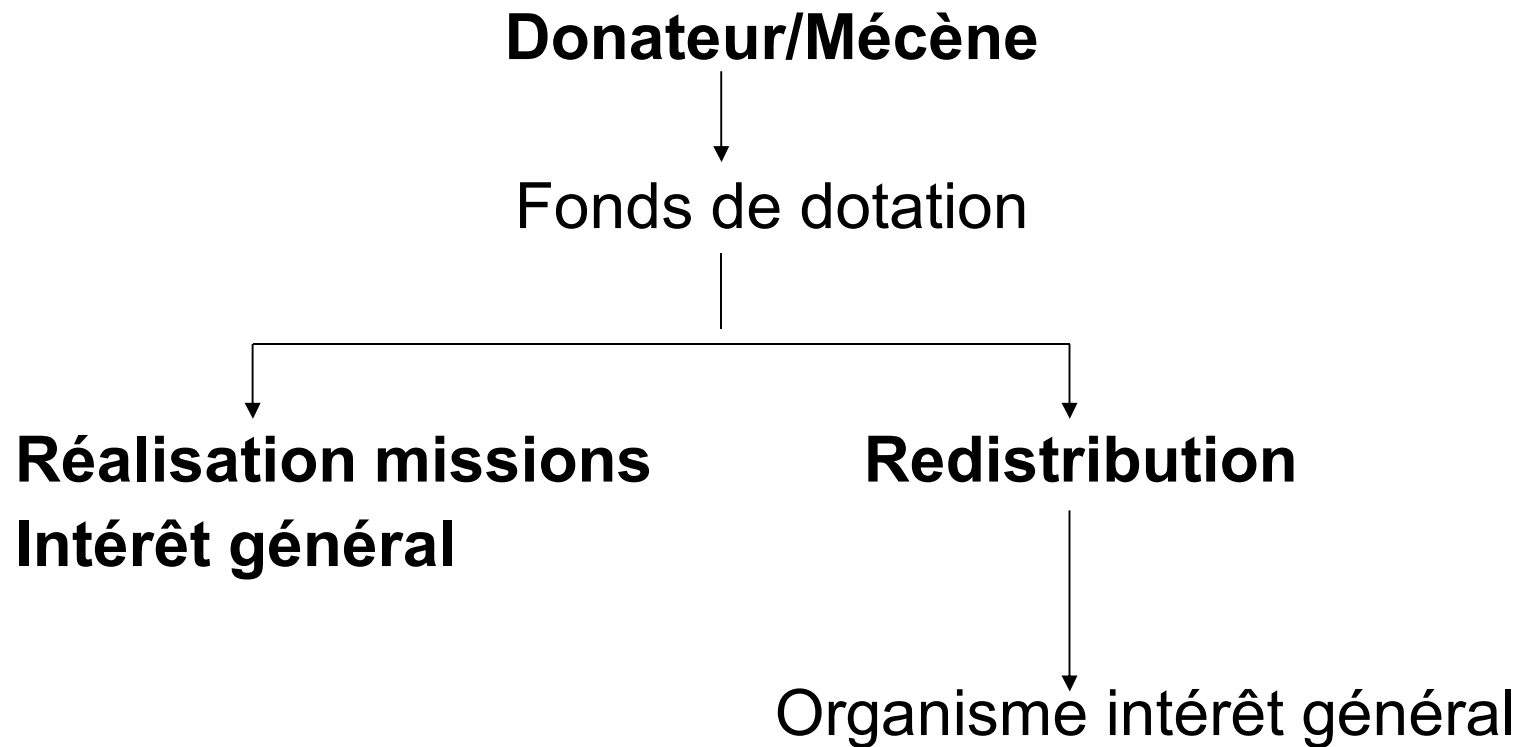 Donateur/Mécène
Fonds de dotation
Réalisation missions
Intérêt général
Redistribution
Organisme intérêt général